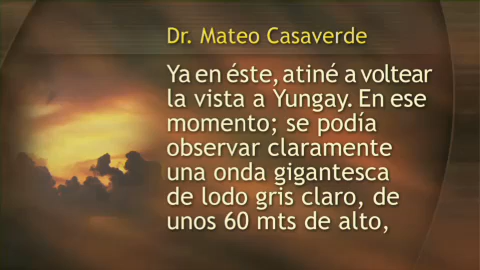 Dr. Mateo Casaverde
Ya en éste, atiné a voltear
la vista a Yungay. En ese
momento; se podía
observar claramente
una onda gigantesca
de lodo gris claro, de
unos 60 mts de alto,